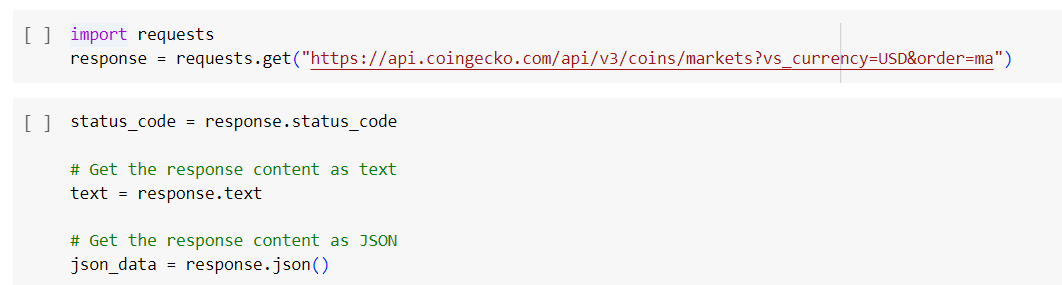 [ ] import requests
response = requests.get("https://api.coingecko.com/api/v3/coins/markets?vs_currency=USD&order=ma")
[ ] status_code = response.status_code
# Get the response content as text
text = response.text
# Get the response content as JSON
json_data = response.json()